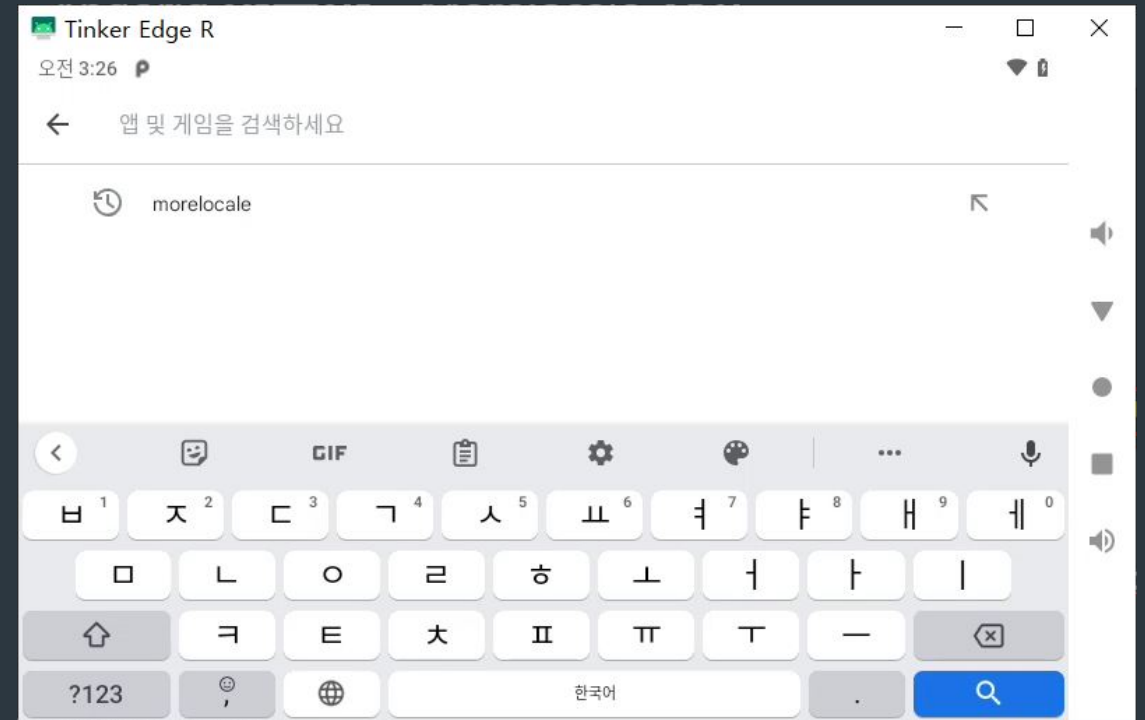 Tinker Edge R
오전 3:26
앱 및 게임을 검색하세요
morelocale
GIF
ㅂ 1 ㅈ 2 ㄷ 3 ㄱ 4 ㅅ 5 ㅛ 6 ㅕ 7 ㅑ 8 ㅐ 9 ㅔ 0
ㅁ ㄴ ㅇ ㄹ ㅎ ㅗ ㅓ ㅏ ㅣ
ㅋ ㅌ ㅊ ㅍ ㅠ ㅜ ㅡ
?123 , 한국어 .